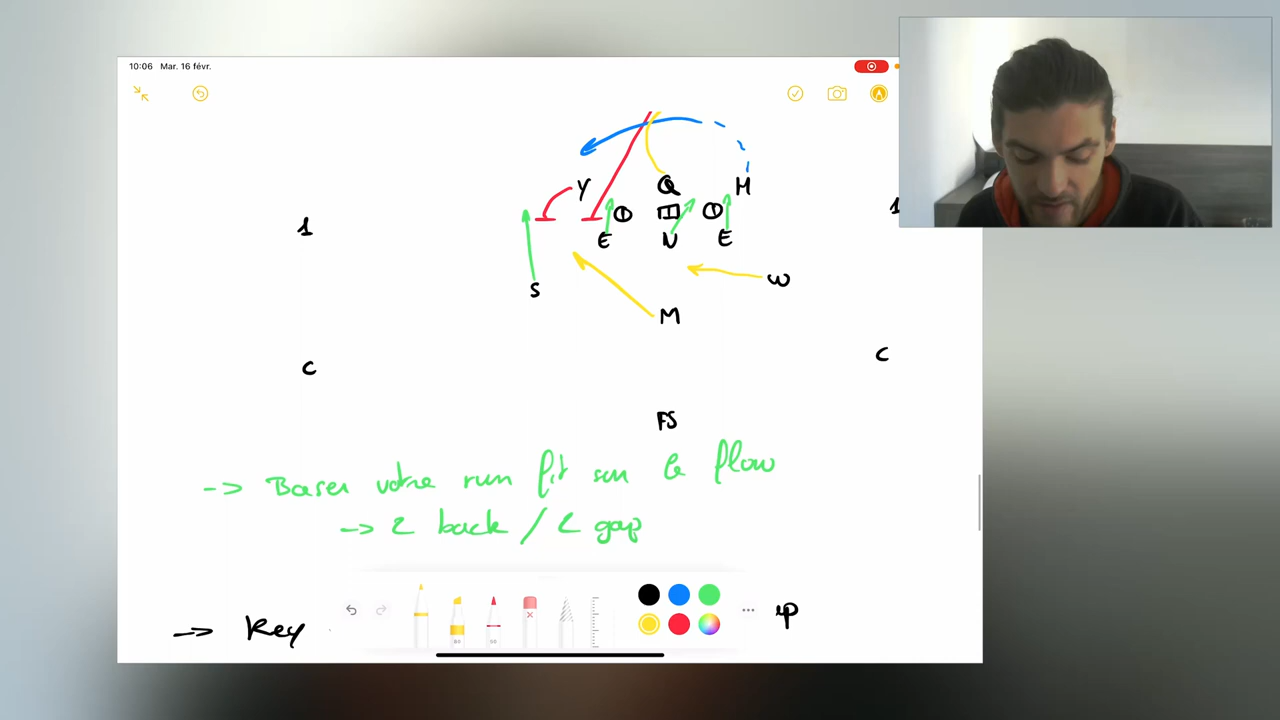 10:06 Mar. 16 févr.
Y Q H
1 1
E N E
S W
M
C C
FS
-> Baser votre run fit sur le flow
-> 2 back / 2 gap
-> Key